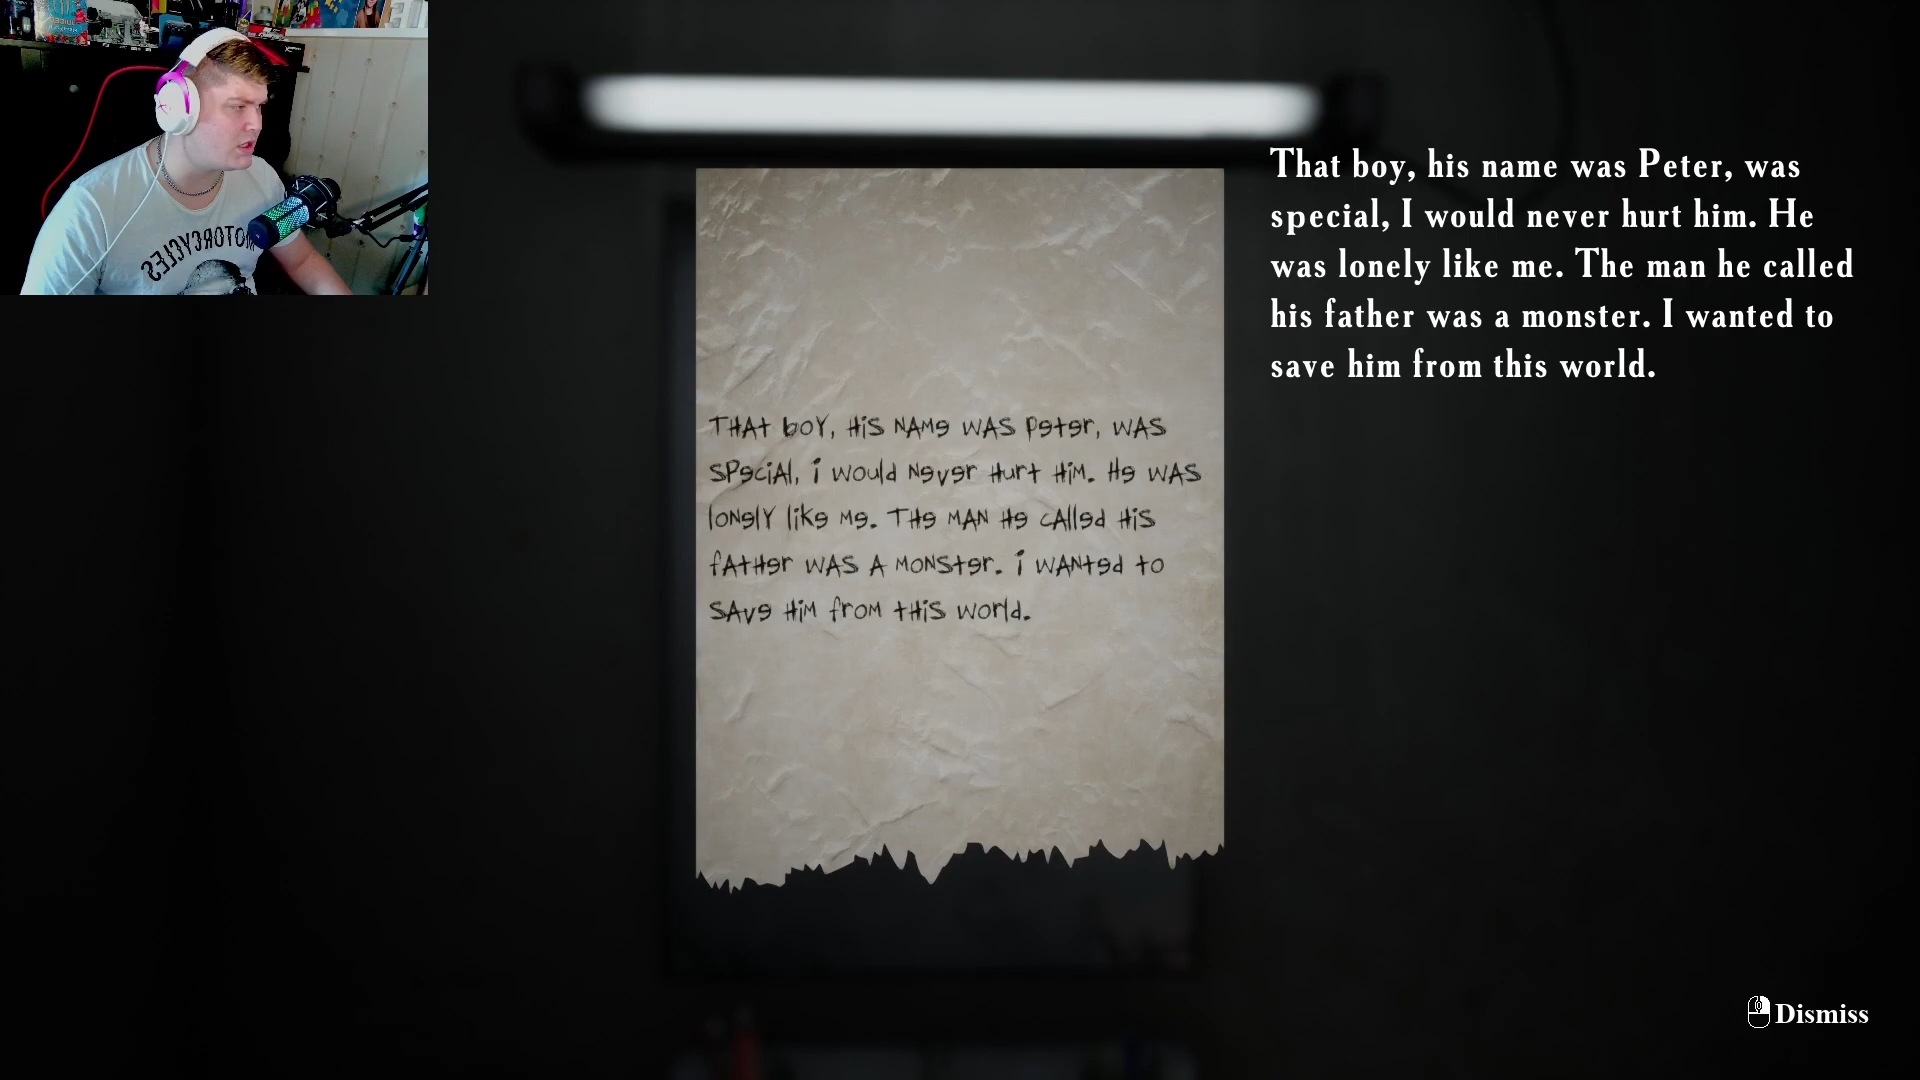 MOTORCYCLES
THAt boY, His NAMe WAS Peter, WAS
SPeciAl, i would Never Hurt HiM. He WAS
loNelY like Me. THe MAN He cAlled His
fAtHer WAS A MoNSter. i WANted to
SAve HiM froM tHiS world.
That boy, his name was Peter, was
special, I would never hurt him. He
was lonely like me. The man he called
his father was a monster. I wanted to
save him from this world.
Dismiss